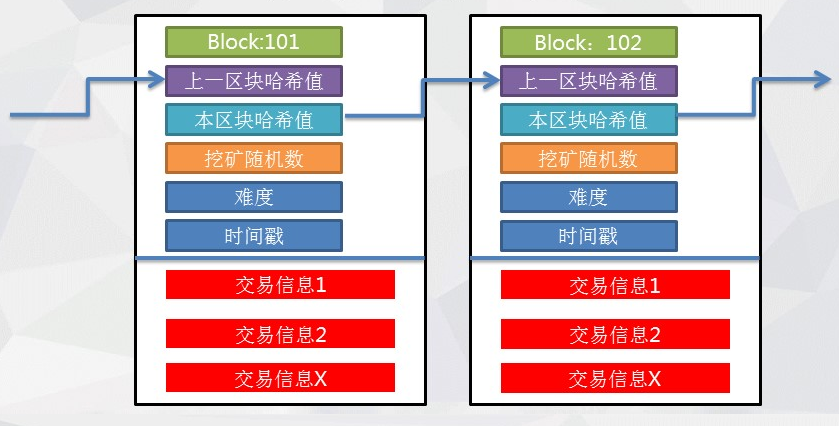 Block:101
上一区块哈希值
本区块哈希值
挖矿随机数
难度
时间戳
交易信息1
交易信息2
交易信息X
Block：102
上一区块哈希值
本区块哈希值
挖矿随机数
难度
时间戳
交易信息1
交易信息2
交易信息X